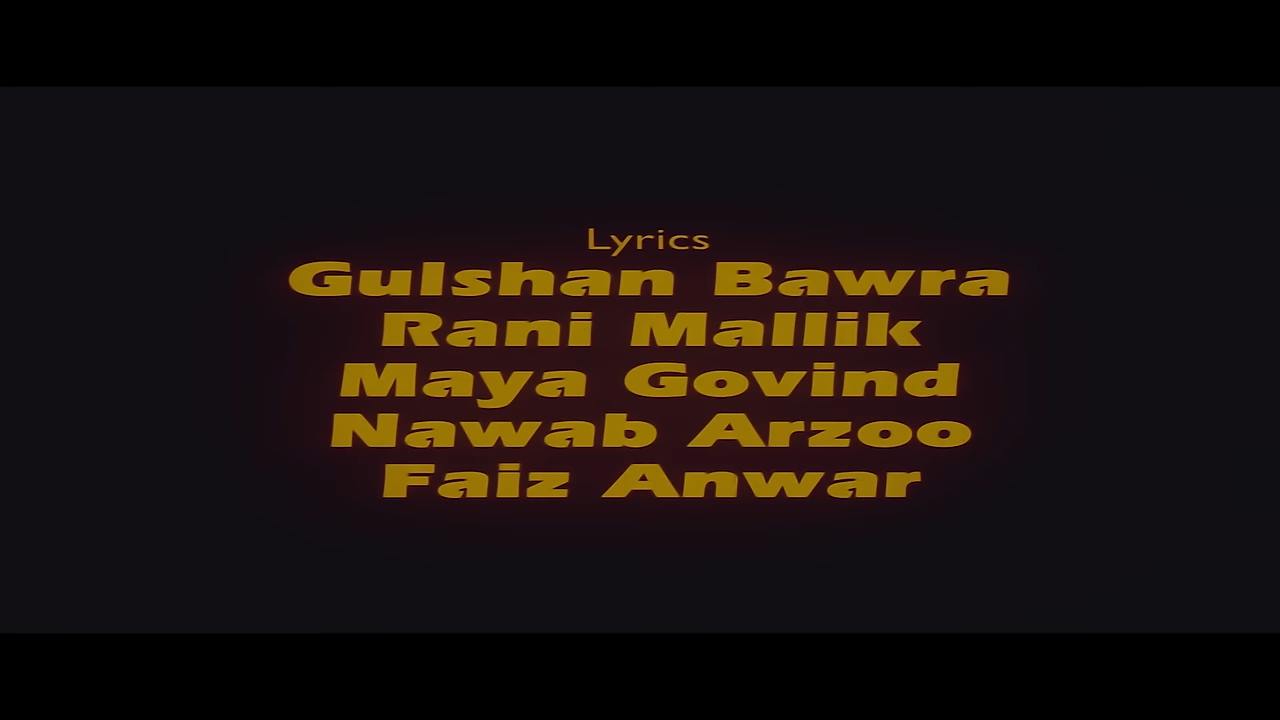 Lyrics
Gulshan Bawra
Rani Mallik
Maya Govind
Nawab Arzoo
Faiz Anwar